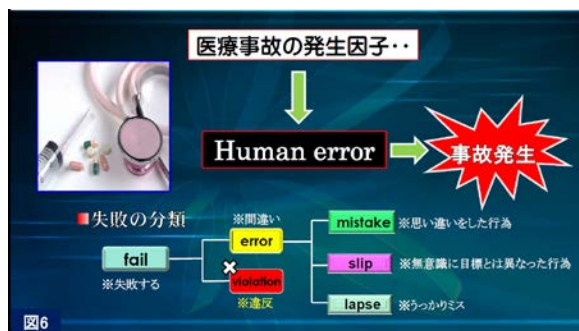 医療事故の発生因子‥
Human error
事故発生
■失敗の分類
※間違い
mistake ※思い違いをした行為
error
fail
slip ※無意識に目標とは異なった行為
violation
※失敗する
※違反
lapse ※うっかりミス
図6